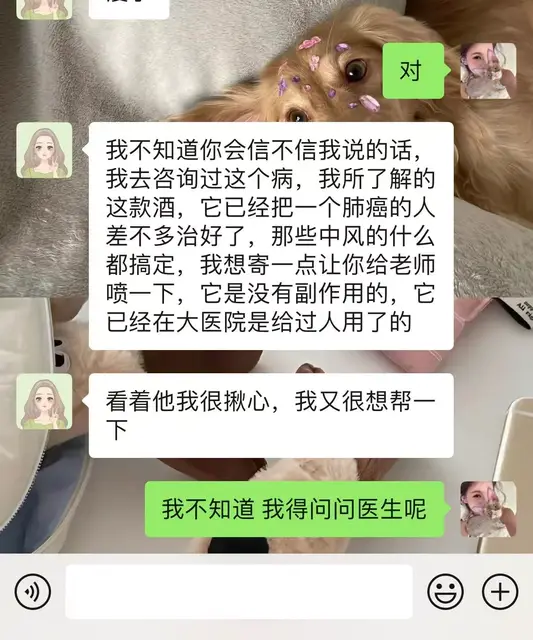 对
我不知道你会信不信我说的话，
我去咨询过这个病，我所了解的
这款酒，它已经把一个肺癌的人
差不多治好了，那些中风的什么
都搞定，我想寄一点让你给老师
喷一下，它是没有副作用的，它
已经在大医院是给过人用了的
看着他我很揪心，我又很想帮一
下
我不知道 我得问问医生呢